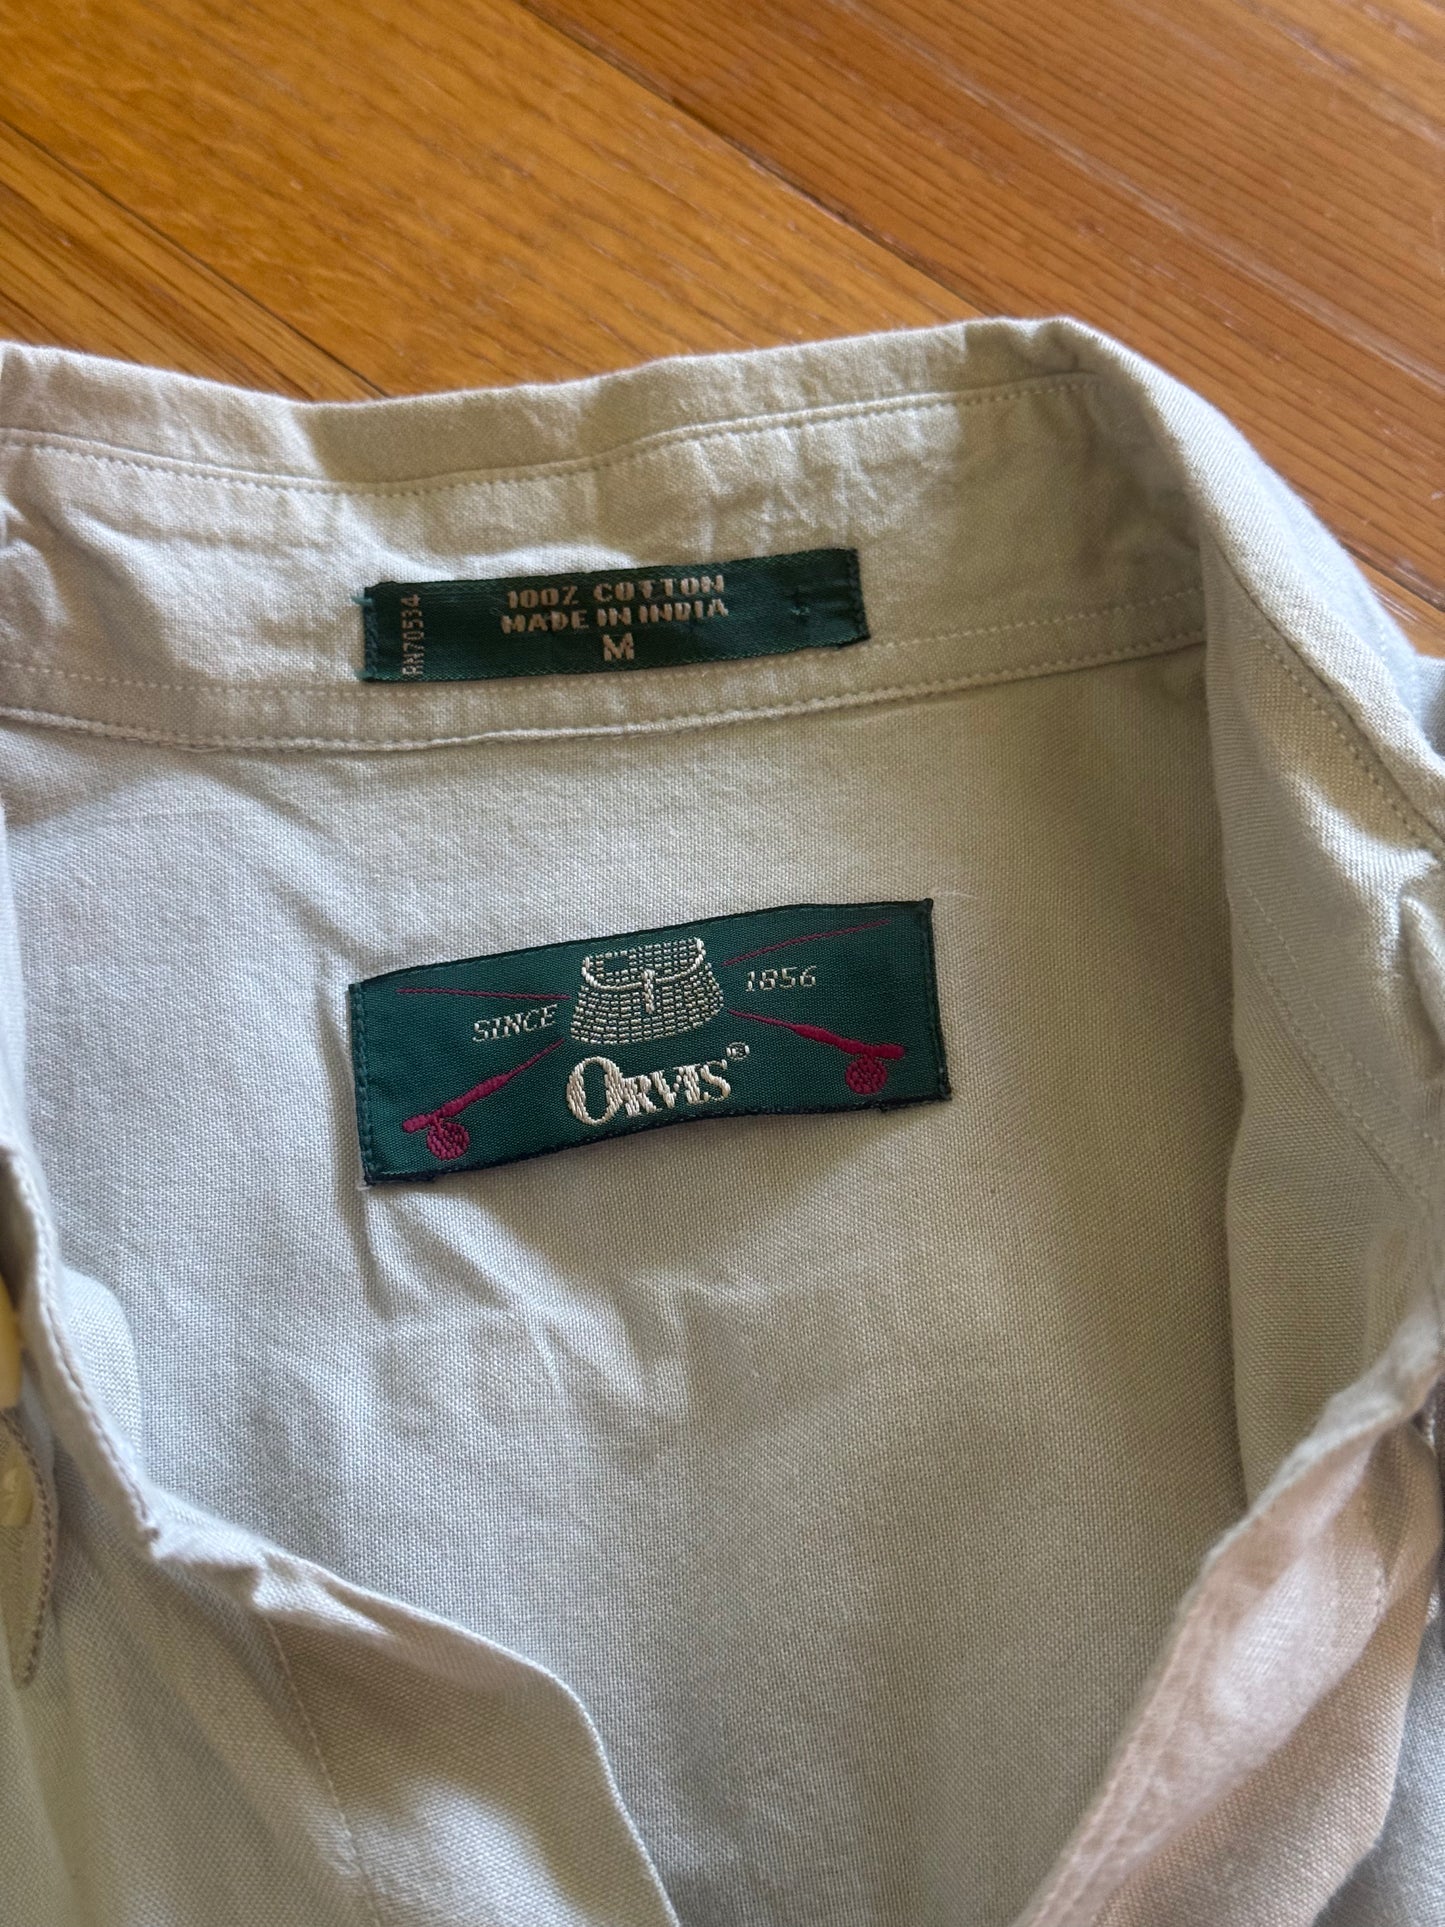 RN70534
100% COTTON
MADE IN INDIA
M
SINCE 1856
ORVIS®